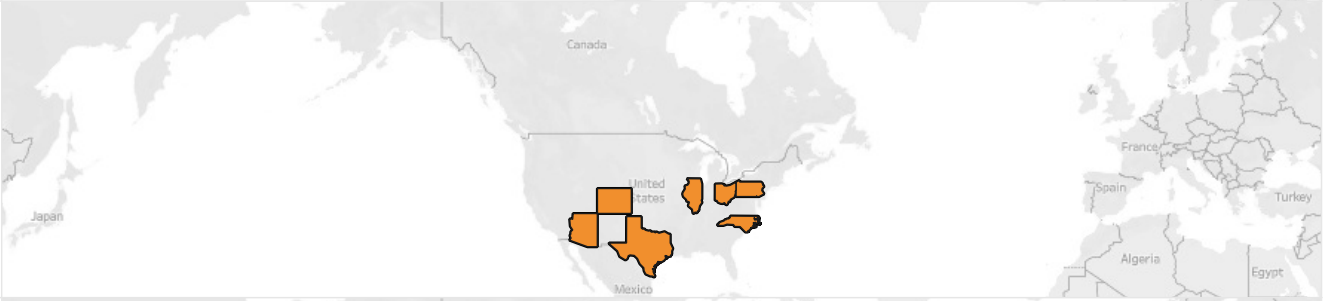 Canada
United
States
Japan
Mexico
France
Spain
Turkey
Algeria
Egypt